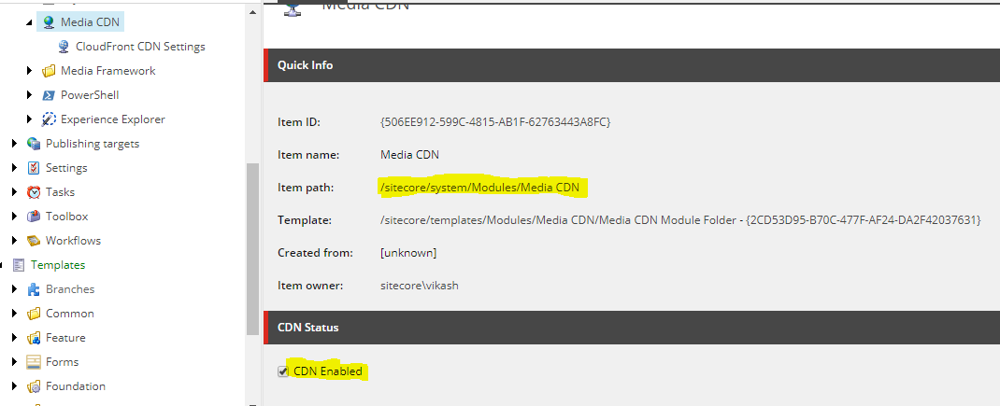 Media CDN
CloudFront CDN Settings
Media Framework
PowerShell
Experience Explorer
Publishing targets
Settings
Tasks
Toolbox
Workflows
Templates
Branches
Common
Feature
Forms
Foundation
Media CDN
Quick Info
Item ID: {506EE912-599C-4815-AB1F-62763443A8FC}
Item name: Media CDN
Item path: /sitecore/system/Modules/Media CDN
Template: /sitecore/templates/Modules/Media CDN/Media CDN Module Folder - {2CD53D95-B70C-477F-AF24-DA2F42037631}
Created from: [unknown]
Item owner: sitecore\vikash
CDN Status
CDN Enabled